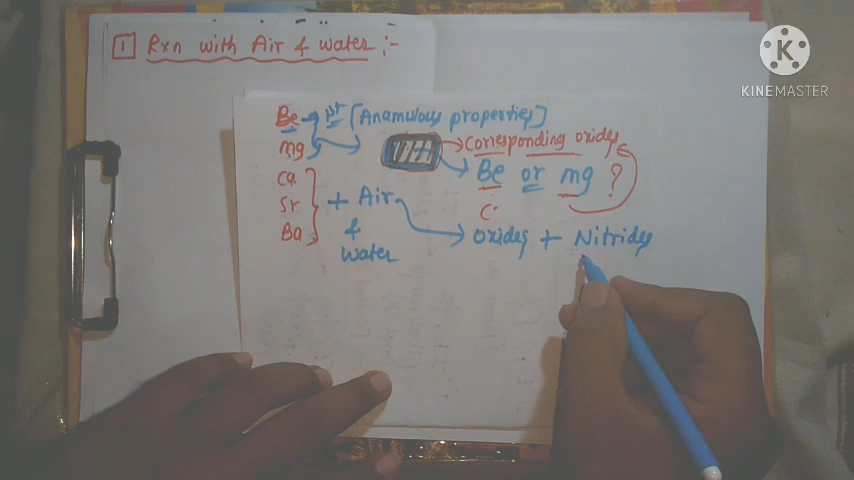 1 Rxn with Air & water :-
Be → 1st [Anamulous properties]
mg
Corresponding oxides
Be or mg ?
Ca
Sr
Ba
+ Air
&
water
C
oxides + Nitrides
K
KINEMASTER